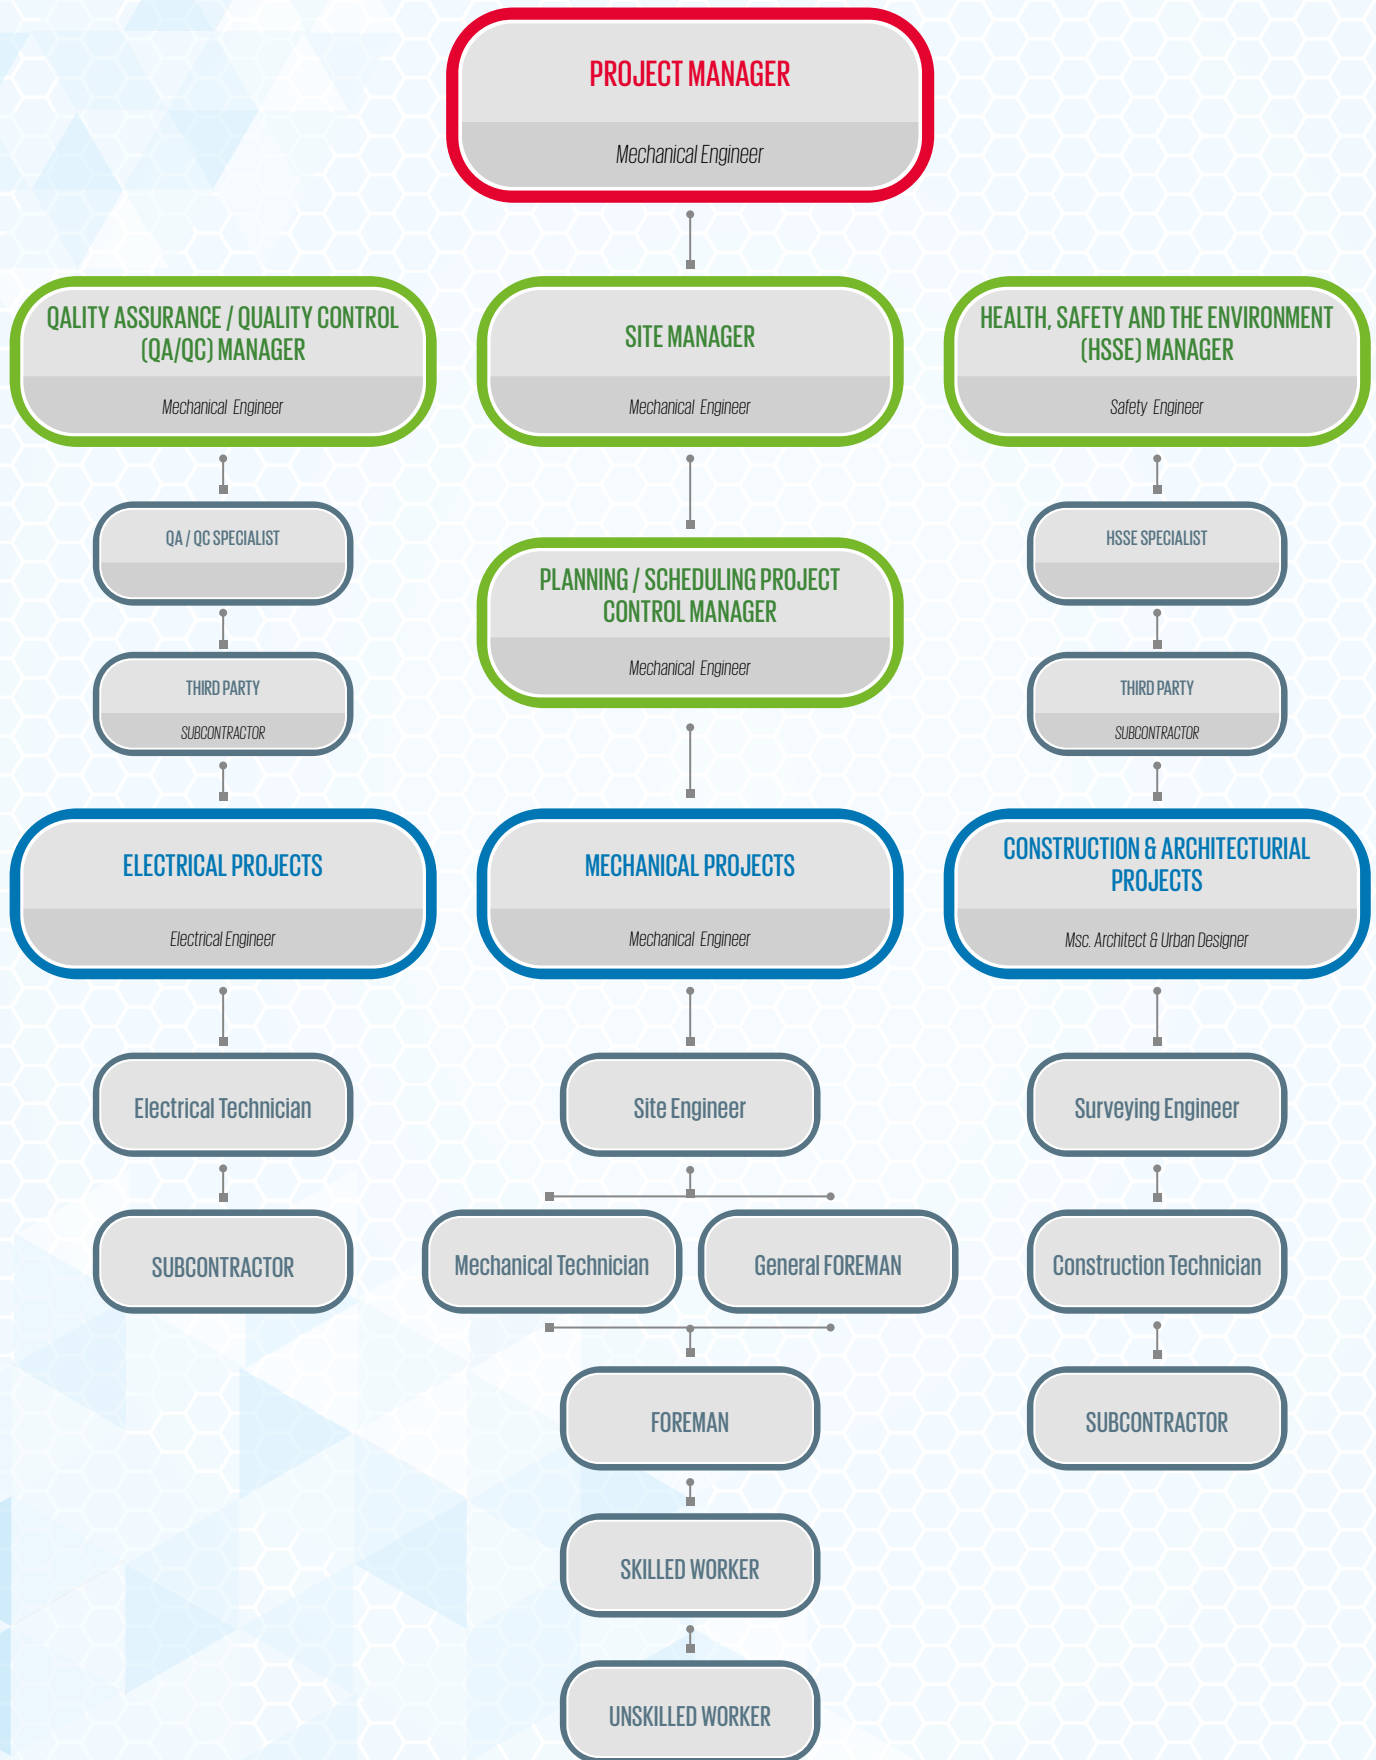 PROJECT MANAGER
Mechanical Engineer
QALITY ASSURANCE / QUALITY CONTROL
(QA/QC) MANAGER
Mechanical Engineer
SITE MANAGER
Mechanical Engineer
HEALTH, SAFETY AND THE ENVIRONMENT
(HSSE) MANAGER
Safety Engineer
QA / QC SPECIALIST
PLANNING / SCHEDULING PROJECT
CONTROL MANAGER
Mechanical Engineer
HSSE SPECIALIST
THIRD PARTY
SUBCONTRACTOR
THIRD PARTY
SUBCONTRACTOR
ELECTRICAL PROJECTS
Electrical Engineer
MECHANICAL PROJECTS
Mechanical Engineer
CONSTRUCTION & ARCHITECTURIAL
PROJECTS
Msc. Architect & Urban Designer
Electrical Technician
Site Engineer
Surveying Engineer
SUBCONTRACTOR
Mechanical Technician
General FOREMAN
Construction Technician
FOREMAN
SUBCONTRACTOR
SKILLED WORKER
UNSKILLED WORKER